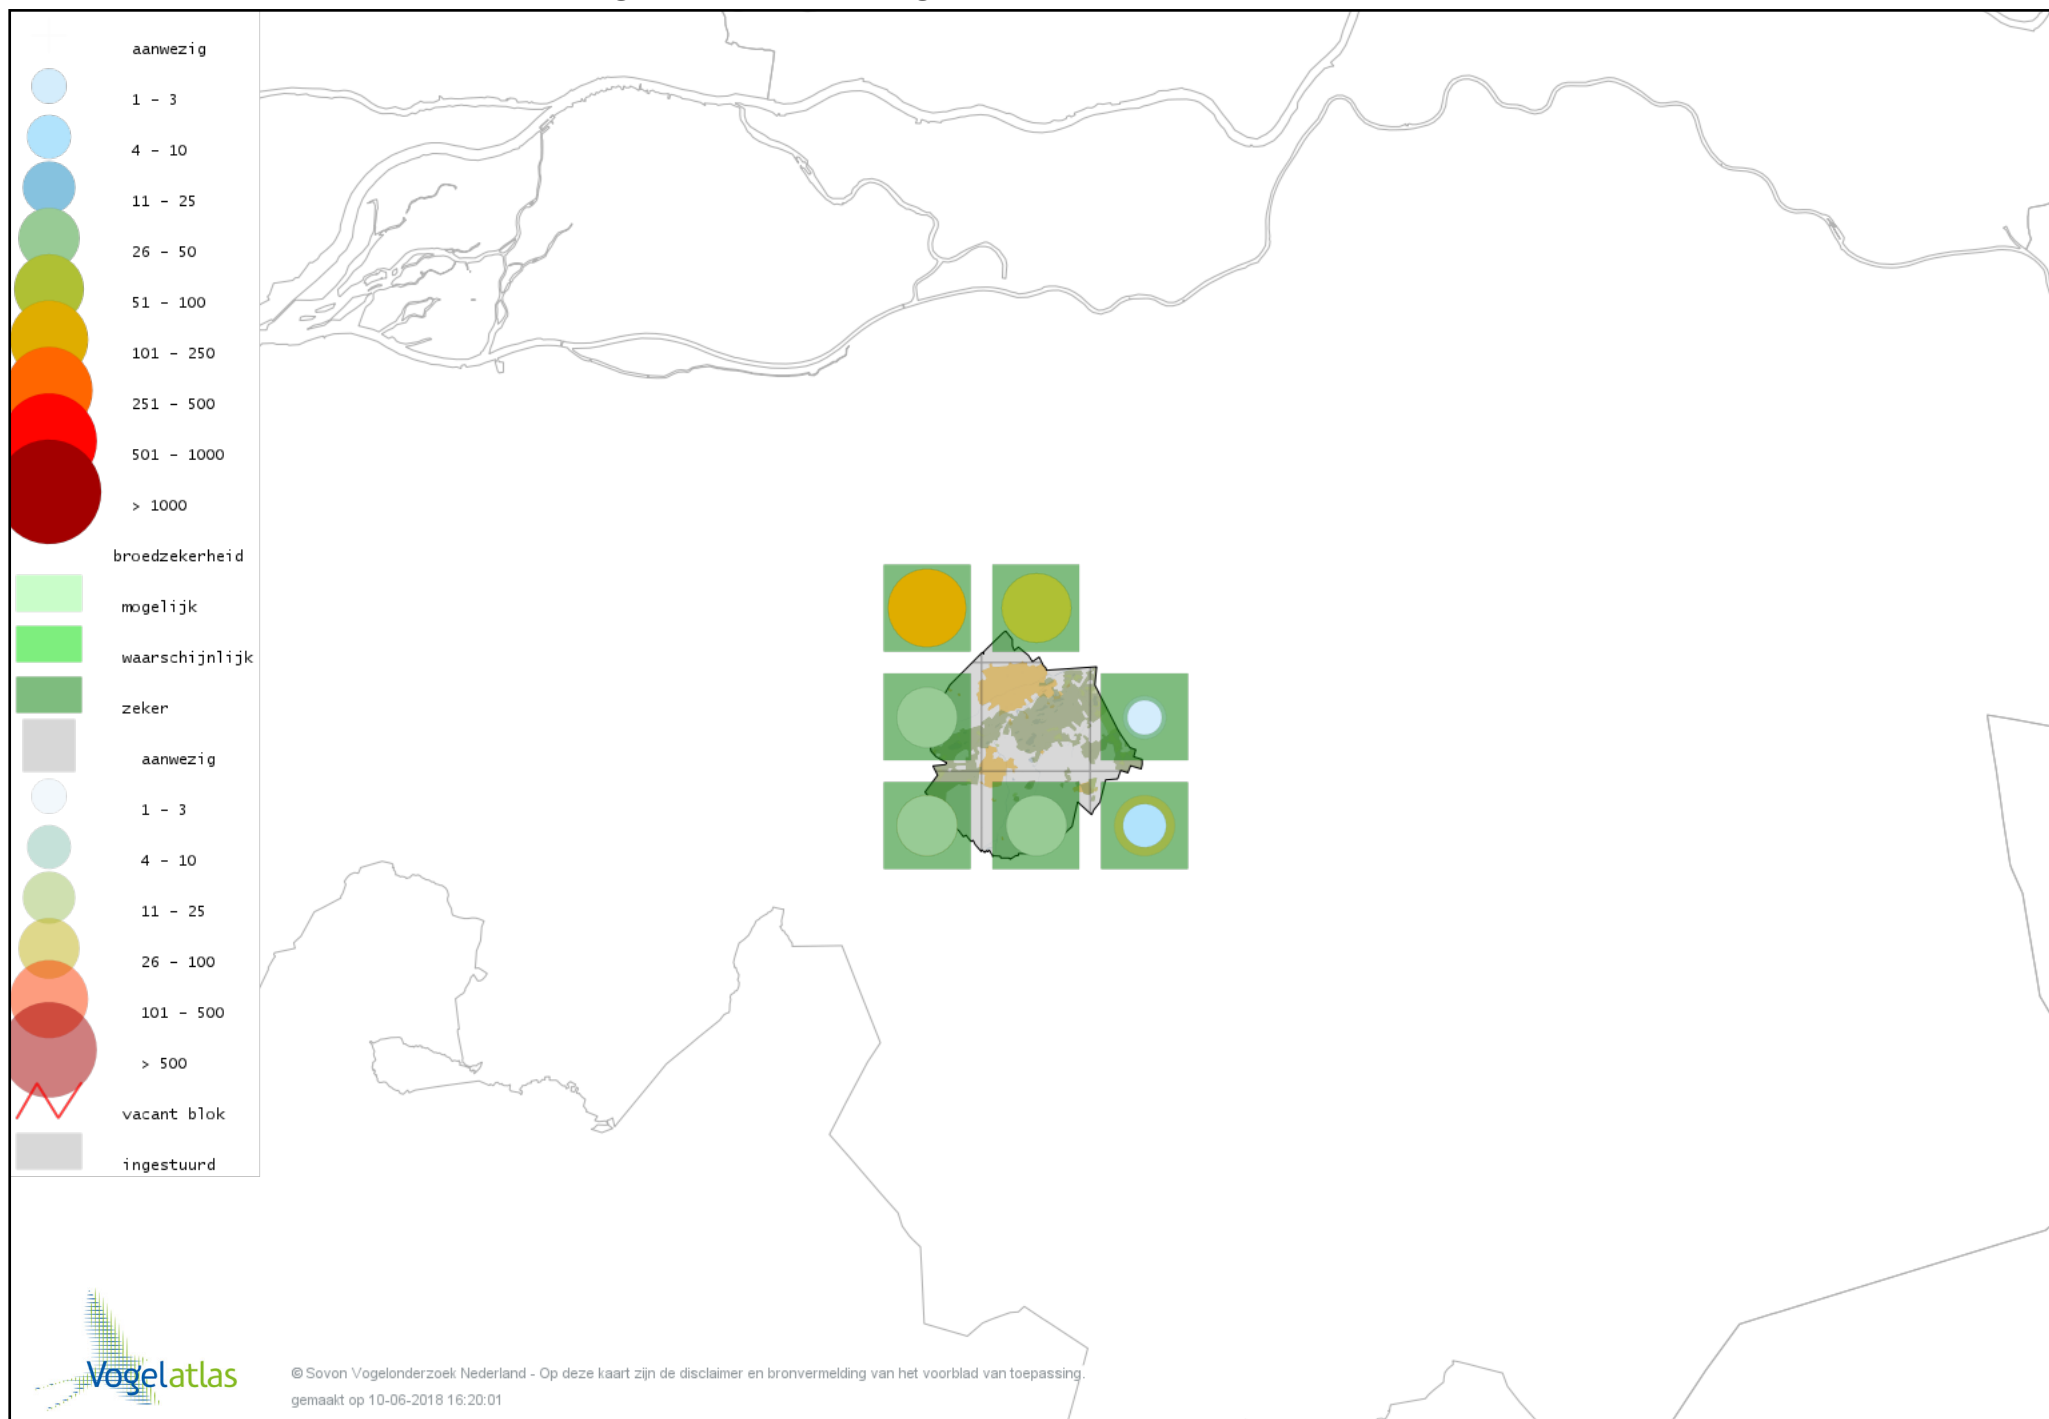 aanwezig
1 - 3
4 - 10
11 - 25
26 - 50
51 - 100
101 - 250
251 - 500
501 - 1000
> 1000
broedzekerheid
mogelijk
waarschijnlijk
zeker
aanwezig
1 - 3
4 - 10
11 - 25
26 - 100
101 - 500
> 500
vacant blok
ingestuurd
Vogelatlas
© Sovon Vogelonderzoek Nederland - Op deze kaart zijn de disclaimer en bronvermelding van het voorblad van toepassing.
gemaakt op 10-06-2018 16:20:01